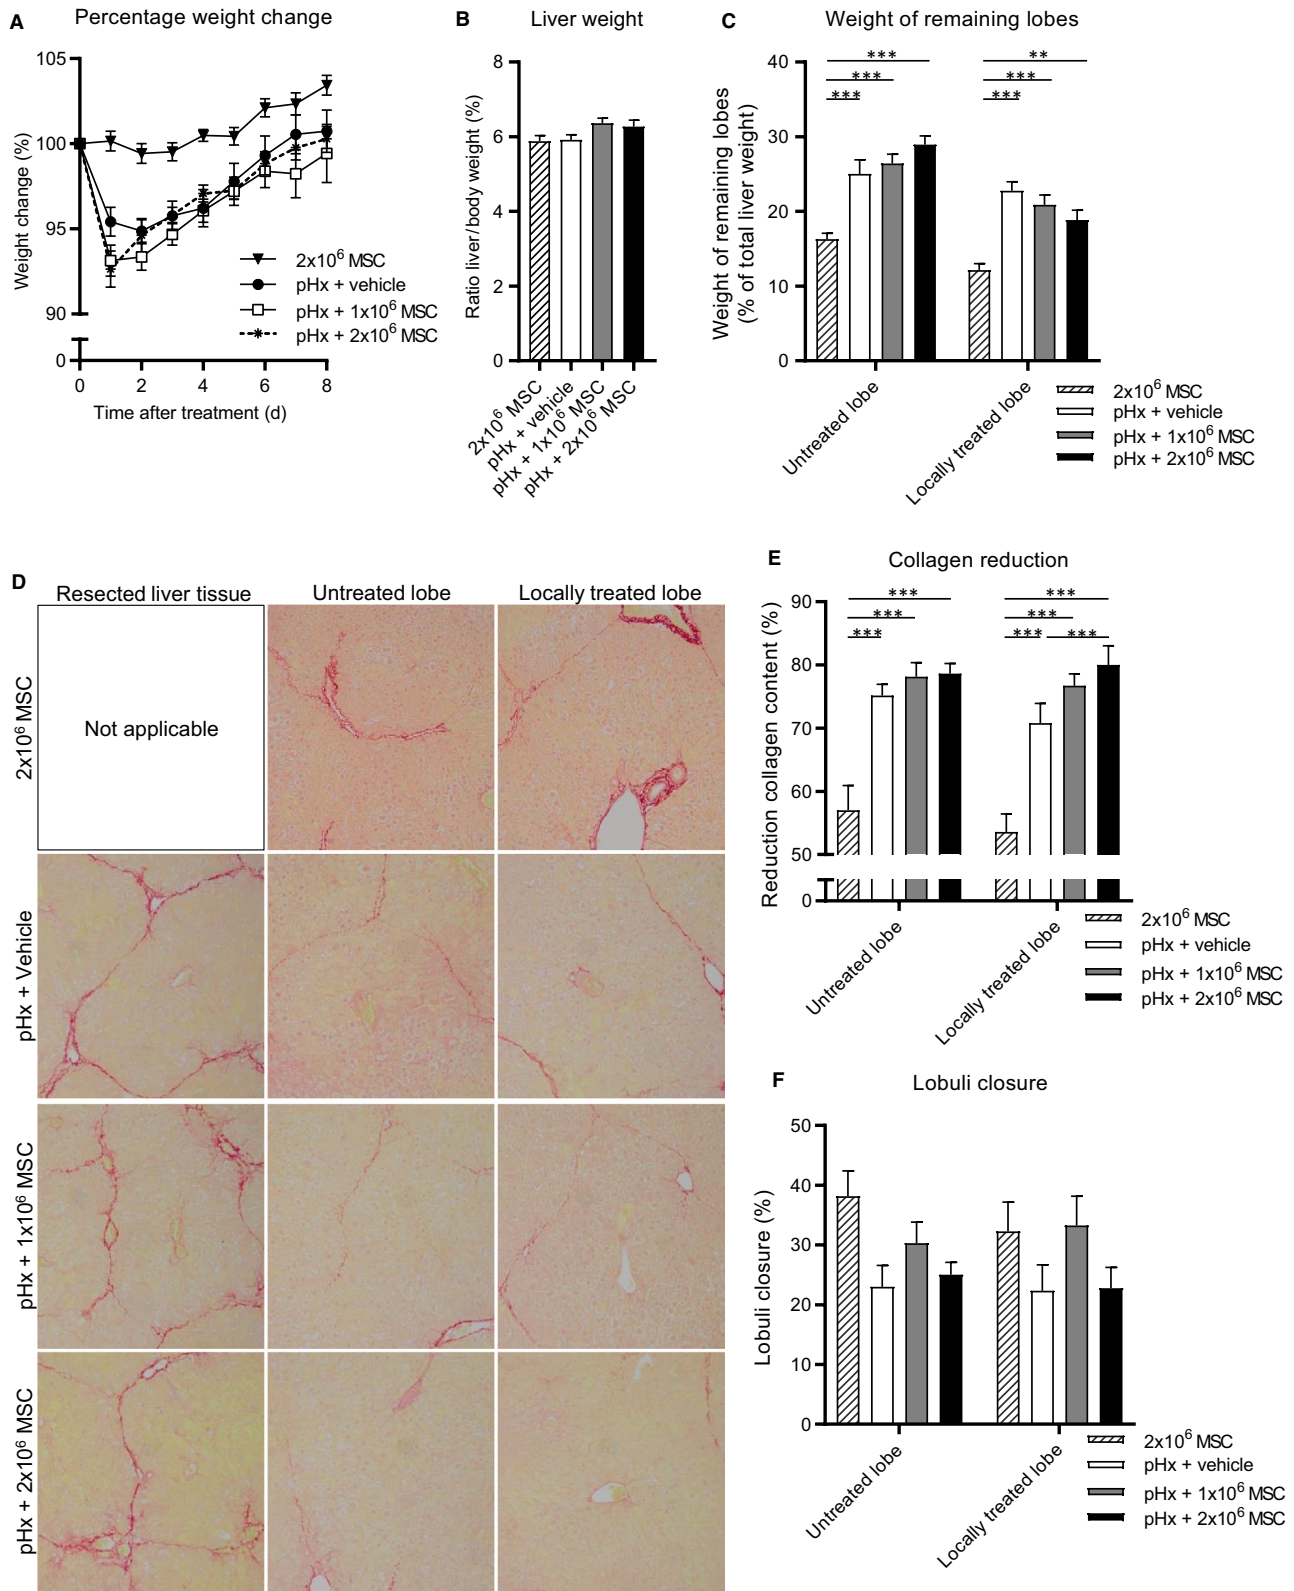 A
Percentage weight change
105
100
95
90
0
Weight change (%)
0 2 4 6 8
Time after treatment (d)
2x10⁶ MSC
pHx + vehicle
pHx + 1x10⁶ MSC
pHx + 2x10⁶ MSC
B
Liver weight
8
6
4
2
0
Ratio liver/body weight (%)
2x10⁶ MSC
pHx + vehicle
pHx + 1x10⁶ MSC
pHx + 2x10⁶ MSC
C
Weight of remaining lobes
40
30
20
10
0
Weight of remaining lobes
(% of total liver weight)
*** **
*** ***
*** ***
Untreated lobe
Locally treated lobe
2x10⁶ MSC
pHx + vehicle
pHx + 1x10⁶ MSC
pHx + 2x10⁶ MSC
D
Resected liver tissue
Untreated lobe
Locally treated lobe
2x10⁶ MSC
Not applicable
pHx + Vehicle
pHx + 1x10⁶ MSC
pHx + 2x10⁶ MSC
E
Collagen reduction
90
80
70
60
50
0
Reduction collagen content (%)
*** ***
*** ***
*** *** ***
Untreated lobe
Locally treated lobe
2x10⁶ MSC
pHx + vehicle
pHx + 1x10⁶ MSC
pHx + 2x10⁶ MSC
F
Lobuli closure
50
40
30
20
10
0
Lobuli closure (%)
Untreated lobe
Locally treated lobe
2x10⁶ MSC
pHx + vehicle
pHx + 1x10⁶ MSC
pHx + 2x10⁶ MSC